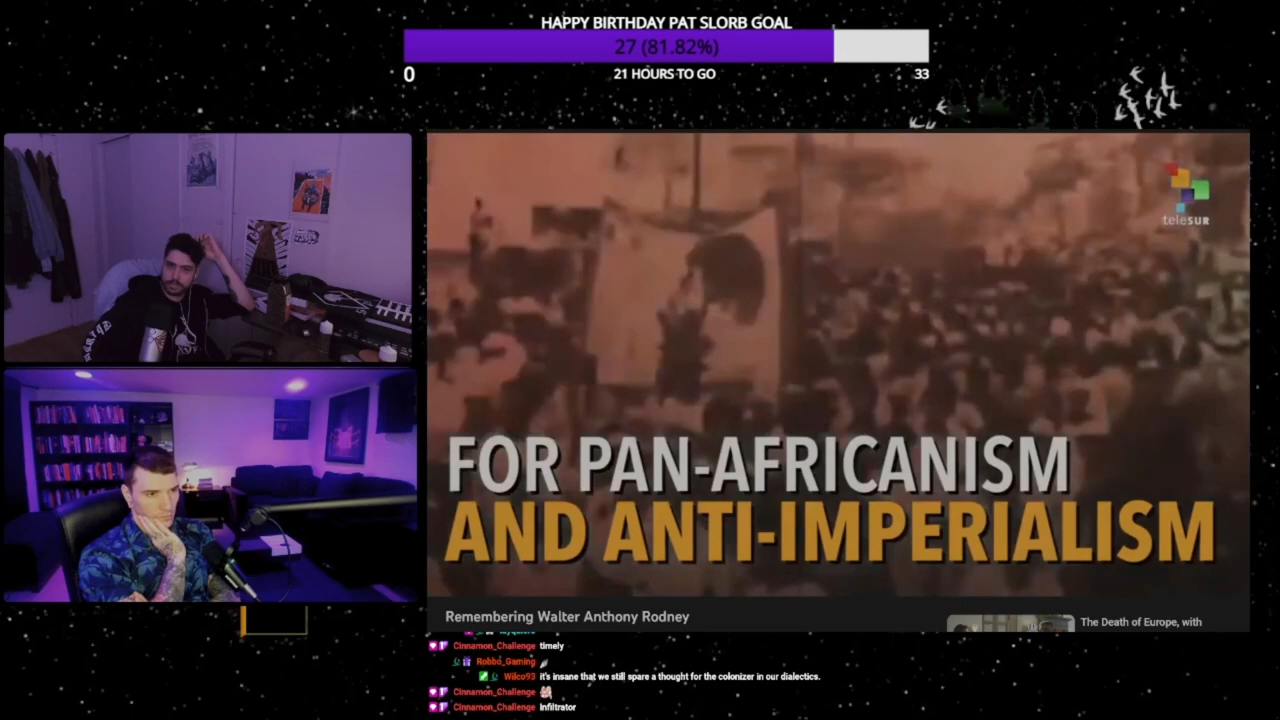 HAPPY BIRTHDAY PAT SLORB GOAL
27 (81.82%)
0
21 HOURS TO GO
33
teleSUR
FOR PAN-AFRICANISM
AND ANTI-IMPERIALISM
Remembering Walter Anthony Rodney
The Death of Europe, with
Cinnamon_Challenge timely
Robbo_Gaming
Wilco93 it's insane that we still spare a thought for the colonizer in our dialectics.
Cinnamon_Challenge
Cinnamon_Challenge Infiltrator